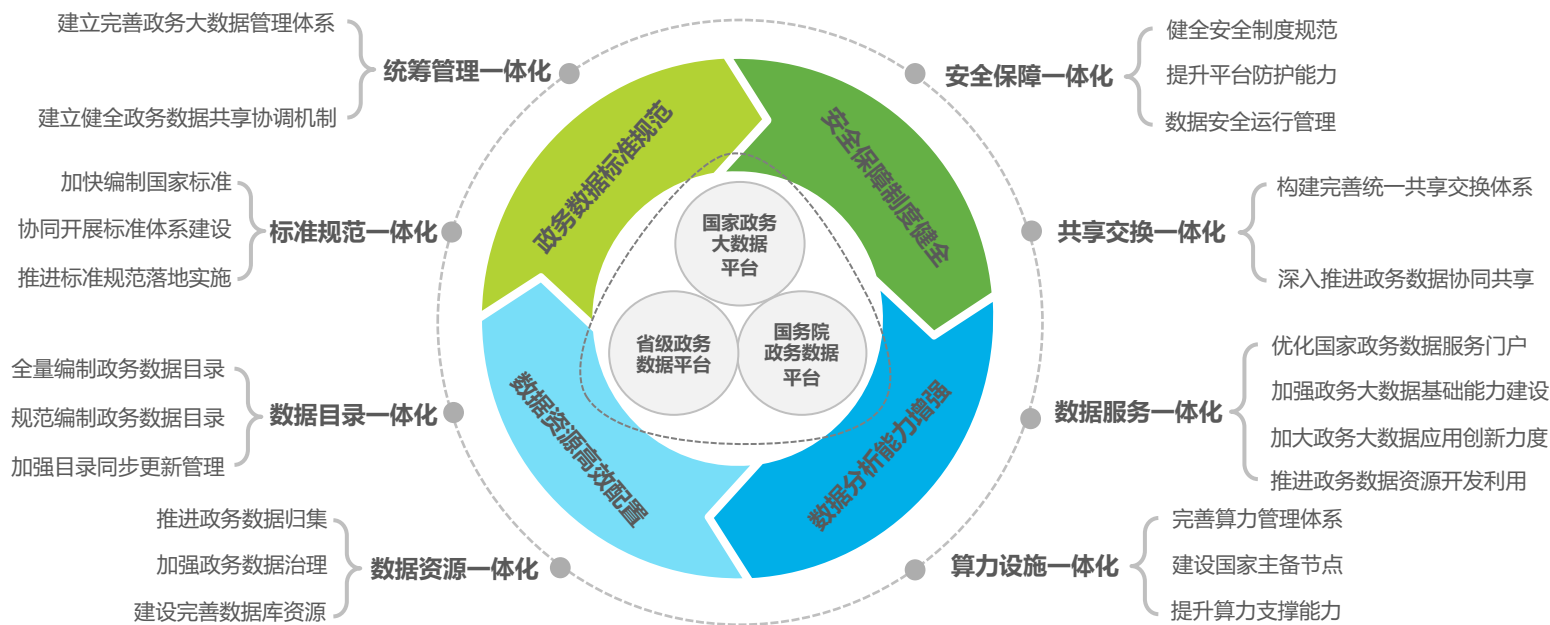 建立完善政务大数据管理体系
统筹管理一体化
建立健全政务数据共享协调机制
加快编制国家标准
协同开展标准体系建设
标准规范一体化
推进标准规范落地实施
全量编制政务数据目录
规范编制政务数据目录
数据目录一体化
加强目录同步更新管理
推进政务数据归集
加强政务数据治理
数据资源一体化
建设完善数据库资源
政务数据标准规范
安全保障制度健全
数据资源高效配置
数据分析能力增强
国家政务
大数据
平台
省级政务
数据平台
国务院
政务数据
平台
安全保障一体化
健全安全制度规范
提升平台防护能力
数据安全运行管理
共享交换一体化
构建完善统一共享交换体系
深入推进政务数据协同共享
数据服务一体化
优化国家政务数据服务门户
加强政务大数据基础能力建设
加大政务大数据应用创新力度
推进政务数据资源开发利用
算力设施一体化
完善算力管理体系
建设国家主备节点
提升算力支撑能力